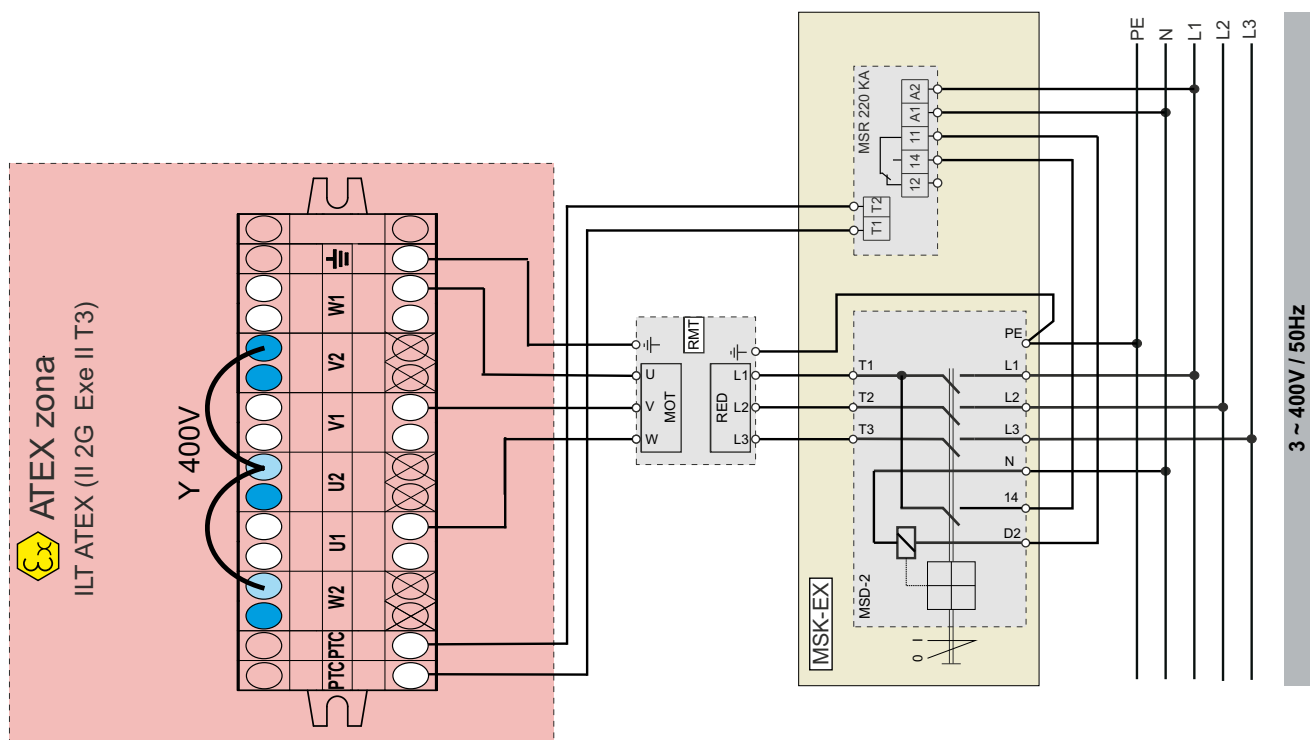 ATEX zona
ILT ATEX (II 2G Exe II T3)
Y 400V
W1
V2
V1
U2
U1
W2
PTC
PTC
RMT
MOT
U
V
W
RED
L1
L2
L3
MSK-EX
MSR 220 KA
A2
A1
11
14
12
T2
T1
MSD-2
T1
T2
T3
PE
L1
L2
L3
N
14
D2
0 I
PE
N
L1
L2
L3
3 ~ 400V / 50Hz